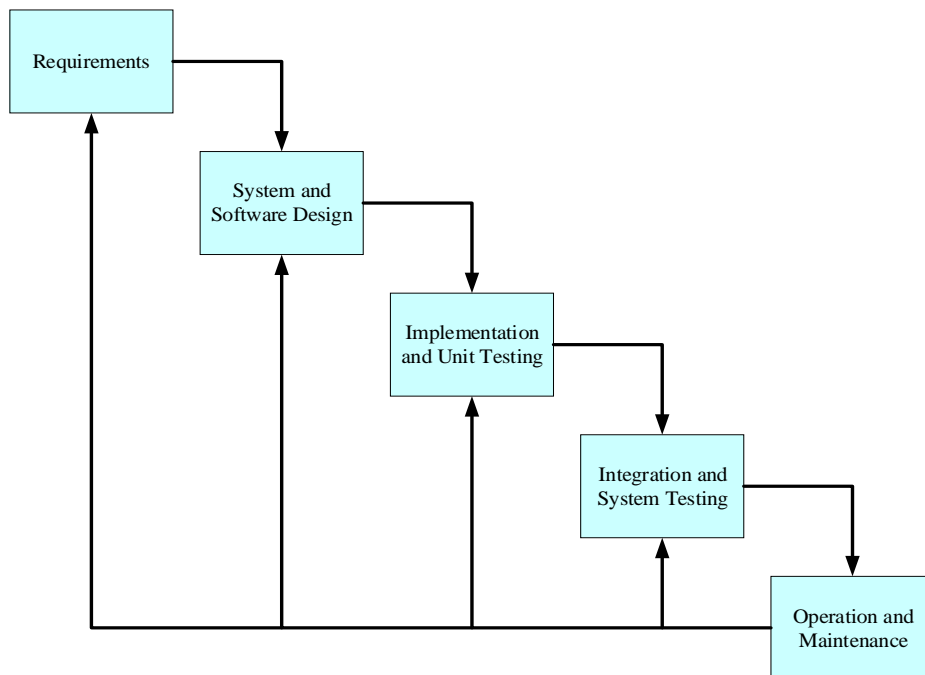 Requirements
System and
Software Design
Implementation
and Unit Testing
Integration and
System Testing
Operation and
Maintenance